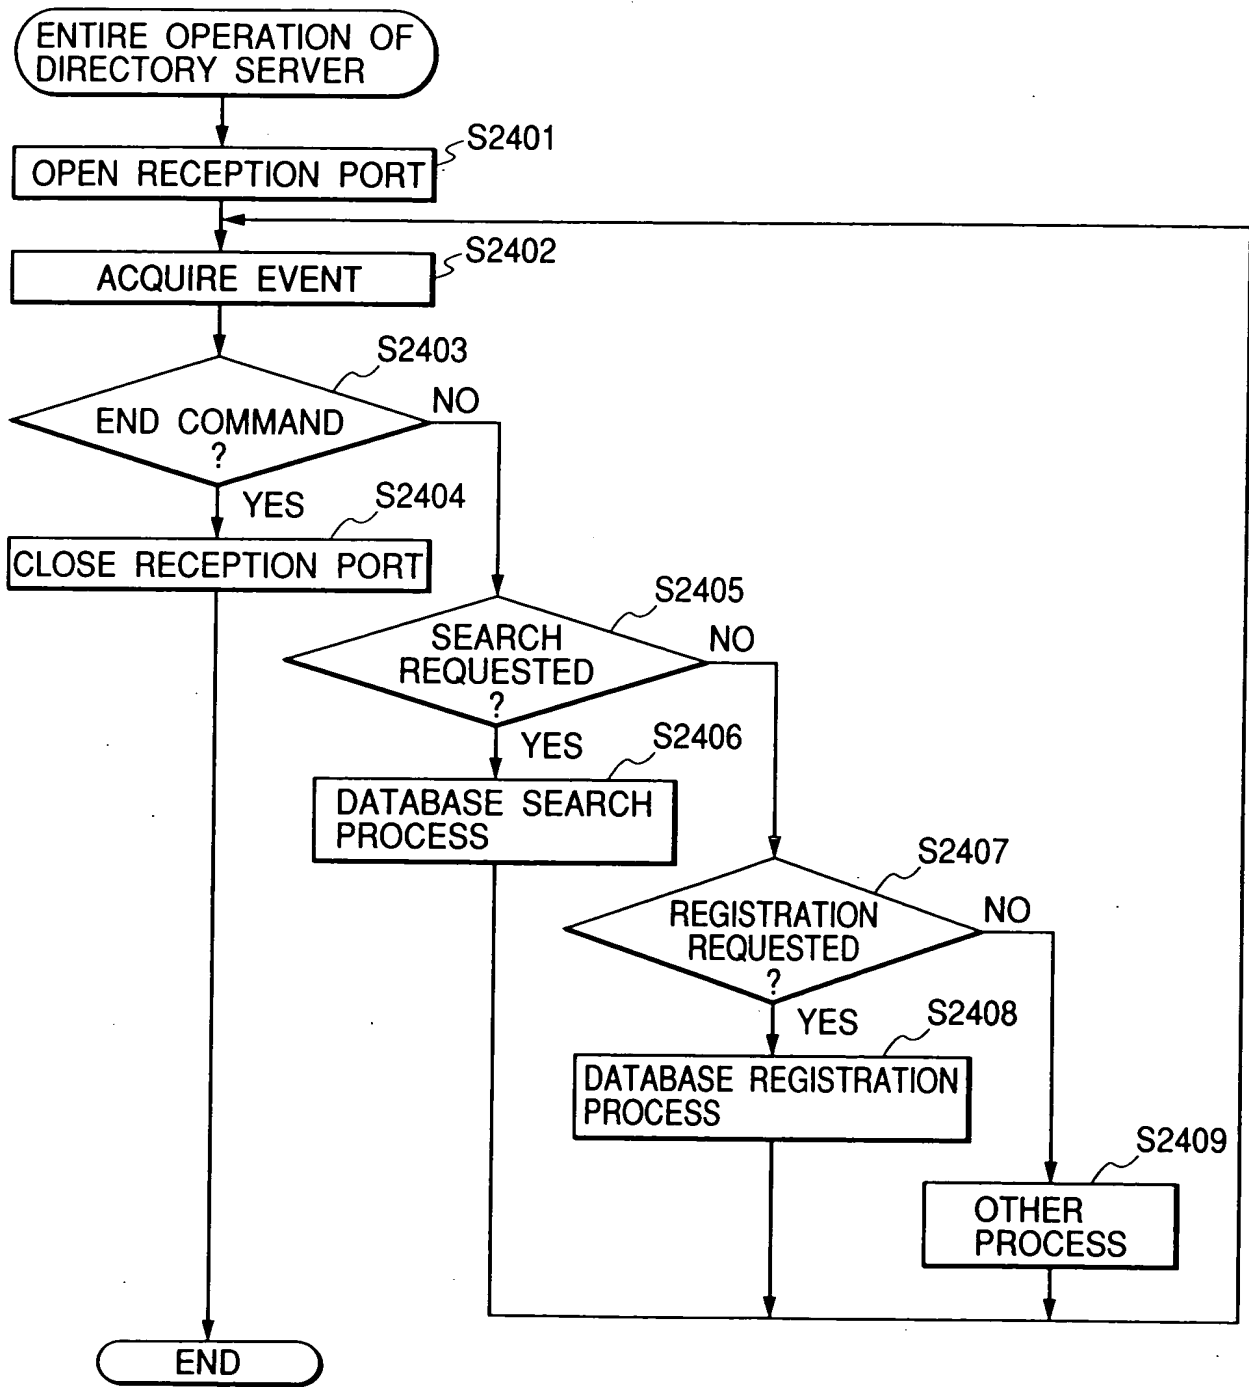 ENTIRE OPERATION OF
DIRECTORY SERVER
S2401
OPEN RECEPTION PORT
S2402
ACQUIRE EVENT
S2403
END COMMAND
?
NO
YES
S2404
CLOSE RECEPTION PORT
S2405
SEARCH
REQUESTED
?
NO
YES
S2406
DATABASE SEARCH
PROCESS
S2407
REGISTRATION
REQUESTED
?
NO
YES
S2408
DATABASE REGISTRATION
PROCESS
S2409
OTHER
PROCESS
END